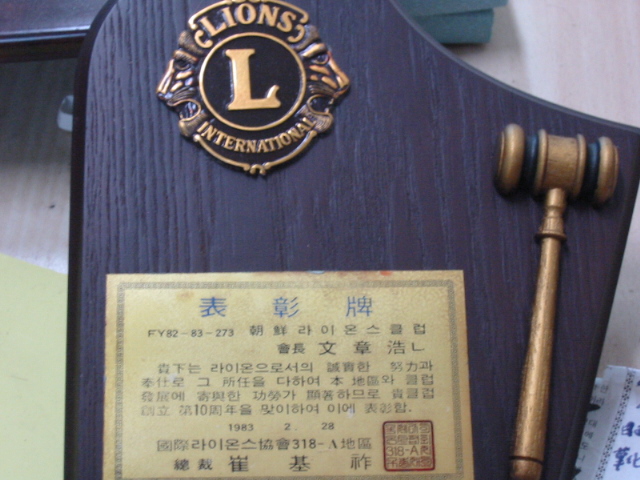 LIONS
L
INTERNATIONAL
表彰牌
FY82-83-273 朝鮮라이온스클럽
會長 文章浩 L
貴下는 라이온으로서의 誠實한 努力과
奉仕로 그 所任을 다하여 本 地區와 클럽
發展에 寄與한 功勞가 顯著하므로 貴클럽
創立 第10周年을 맞이하여 이에 表彰함.
1983 2. 28
國際라이온스協會318-A地區
總裁 崔基祚
318-A